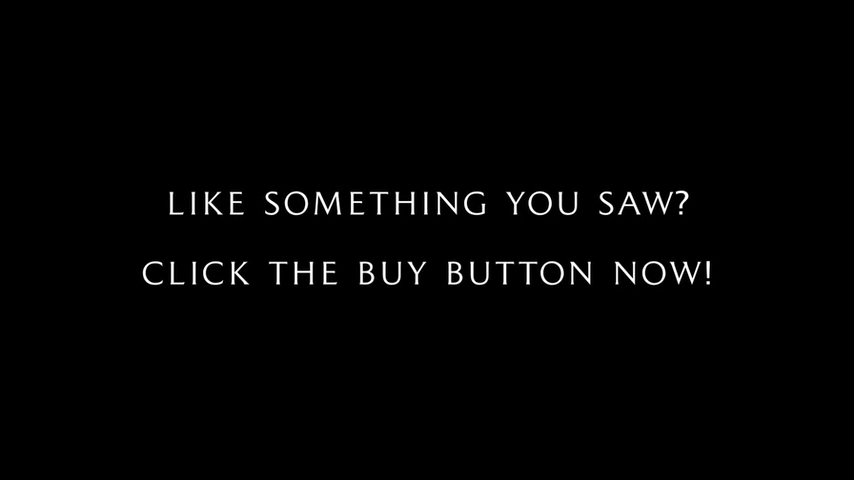 LIKE SOMETHING YOU SAW?
CLICK THE BUY BUTTON NOW!